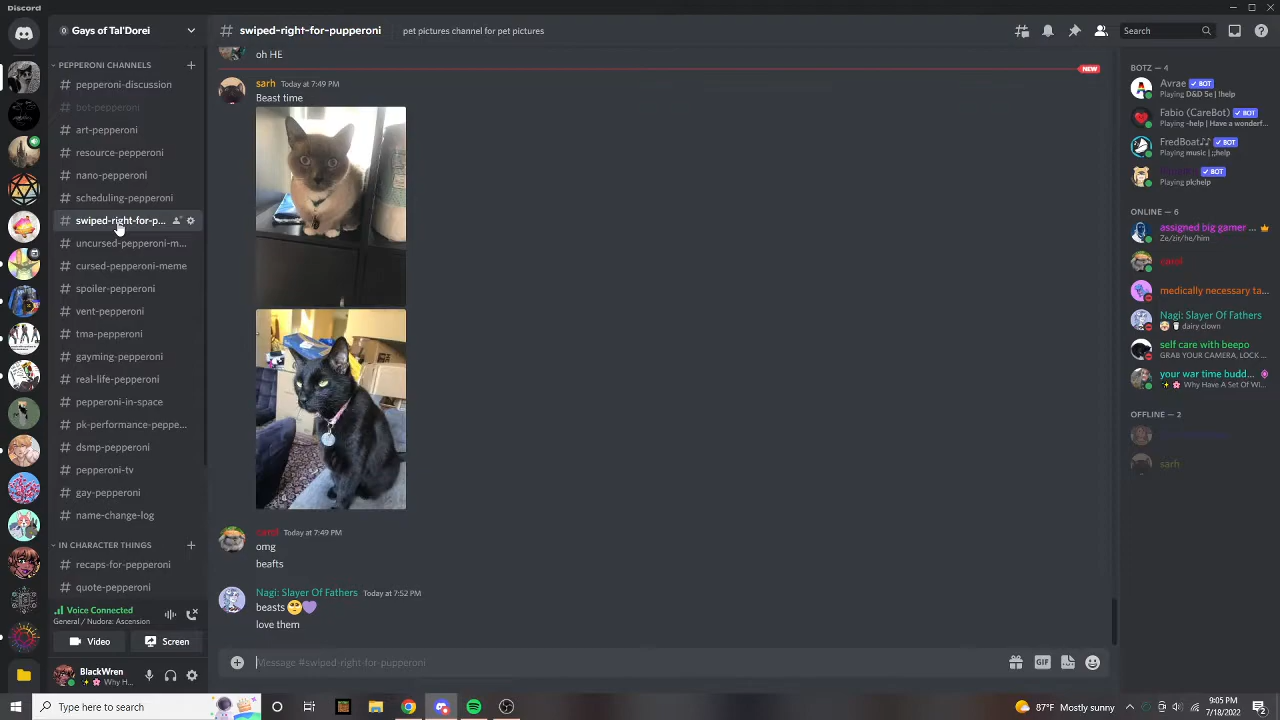 Discord
Gays of Tal'Dorei
# swiped-right-for-pupperoni
pet pictures channel for pet pictures
Search
PEPPERONI CHANNELS
# pepperoni-discussion
# bot-pepperoni
# art-pepperoni
# resource-pepperoni
# nano-pepperoni
# scheduling-pepperoni
# swiped-right-for-p...
# uncursed-pepperoni-m...
# cursed-pepperoni-meme
# spoiler-pepperoni
# vent-pepperoni
# tma-pepperoni
# gayming-pepperoni
# real-life-pepperoni
# pepperoni-in-space
# pk-performance-peppe...
# dsmp-pepperoni
# pepperoni-tv
# gay-pepperoni
# name-change-log
IN CHARACTER THINGS
# recaps-for-pepperoni
# quote-pepperoni
Voice Connected
General / Nudora: Ascension
Video
Screen
BlackWren
Why H...
oh HE
NEW
sarh Today at 7:49 PM
Beast time
Today at 7:49 PM
omg
beafts
Nagi: Slayer Of Fathers Today at 7:52 PM
beasts 🥺💜
love them
Message #swiped-right-for-pupperoni
GIF
BOTZ — 4
Avrae ✓ BOT
Playing D&D 5e | !help
Fabio (CareBot) ✓ BOT
Playing -help | Have a wonderf...
FredBoat♪♪ ✓ BOT
Playing music | ;;help
✓ BOT
Playing pk;help
ONLINE — 6
assigned big gamer ...
Ze/zir/he/him
medically necessary ta...
Nagi: Slayer Of Fathers
dairy clown
self care with beepo
GRAB YOUR CAMERA, LOCK ...
your war time budd...
Why Have A Set Of WI...
OFFLINE — 2
sarh
Type here to search
88°F Mostly sunny
9:05 PM
7/18/2022
2